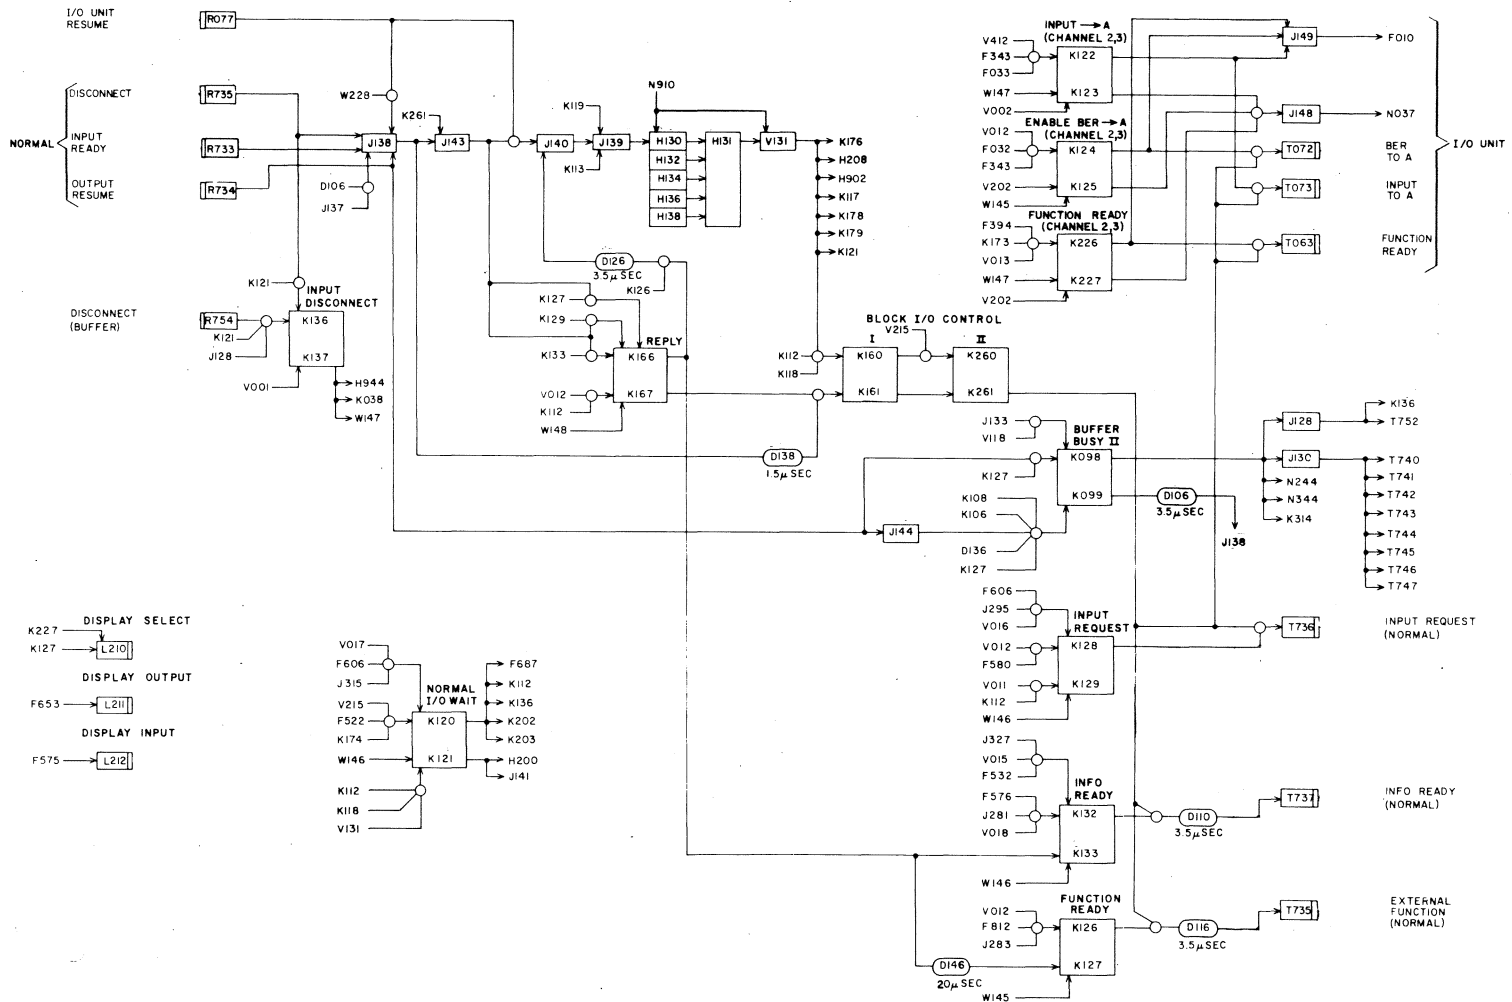 I/O UNIT
RESUME
R077
NORMAL
DISCONNECT
R735
INPUT
READY
R733
OUTPUT
RESUME
R734
W228
K261
J138
J143
D106
J137
J140
K119
J139
K113
N910
H130
H132
H134
H136
H138
H131
V131
K176
H208
H902
K117
K178
K179
K121
D126
3.5μSEC
K126
K121
INPUT
DISCONNECT
DISCONNECT
(BUFFER)
R754
K121
J128
V001
K136
K137
H944
K038
W147
K127
K129
K133
REPLY
K166
K167
V012
K112
W148
D138
1.5μSEC
BLOCK I/O CONTROL
V215
I
II
K112
K118
K160
K161
K260
K261
INPUT → A
(CHANNEL 2,3)
V412
F343
F033
W147
V002
K122
K123
ENABLE BER → A
(CHANNEL 2,3)
V012
F032
F343
V202
W145
K124
K125
FUNCTION READY
(CHANNEL 2,3)
F394
K173
V013
W147
V202
K226
K227
J149
F010
J148
N037
T072
BER
TO A
T073
INPUT
TO A
T063
FUNCTION
READY
I/O UNIT
J133
V118
BUFFER
BUSY II
K127
K098
K099
K108
K106
D136
K127
J144
D106
3.5μSEC
J138
J128
K136
T752
J130
N244
N344
K314
T740
T741
T742
T743
T744
T745
T746
T747
F606
J295
V016
INPUT
REQUEST
V012
F580
V011
K112
W146
K128
K129
T736
INPUT REQUEST
(NORMAL)
J327
V015
F532
INFO
READY
F576
J281
V018
W146
K132
K133
D110
3.5μSEC
T737
INFO READY
(NORMAL)
FUNCTION
READY
V012
F812
J283
K126
K127
D146
20μSEC
W145
D116
3.5μSEC
T735
EXTERNAL
FUNCTION
(NORMAL)
DISPLAY SELECT
K227
K127
L210
DISPLAY OUTPUT
F653
L211
DISPLAY INPUT
F575
L212
V017
F606
J315
NORMAL
I/O WAIT
V215
F522
K174
W146
K112
K118
V131
K120
K121
F687
K112
K136
K202
K203
H200
J141